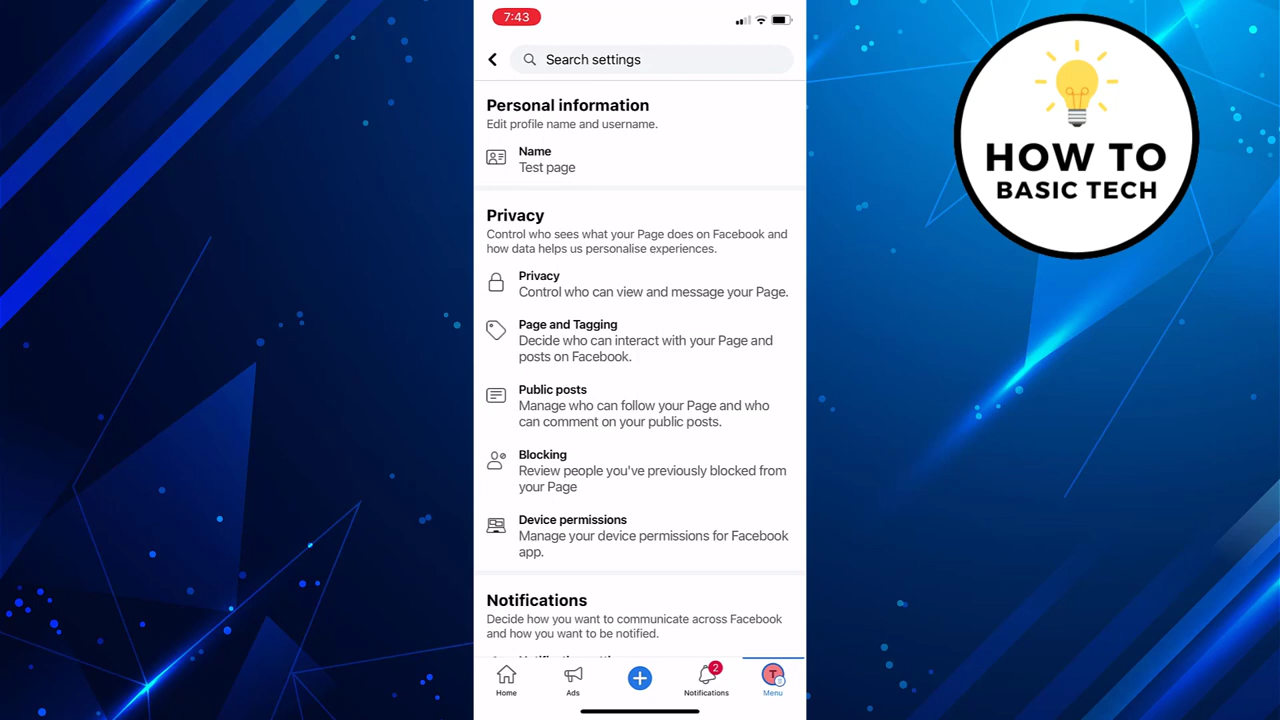 7:43
Search settings
Personal information
Edit profile name and username.
Name
Test page
Privacy
Control who sees what your Page does on Facebook and
how data helps us personalise experiences.
Privacy
Control who can view and message your Page.
Page and Tagging
Decide who can interact with your Page and
posts on Facebook.
Public posts
Manage who can follow your Page and who
can comment on your public posts.
Blocking
Review people you've previously blocked from
your Page
Device permissions
Manage your device permissions for Facebook
app.
Notifications
Decide how you want to communicate across Facebook
and how you want to be notified.
Home
Ads
2
Notifications
T
Menu
HOW TO
BASIC TECH